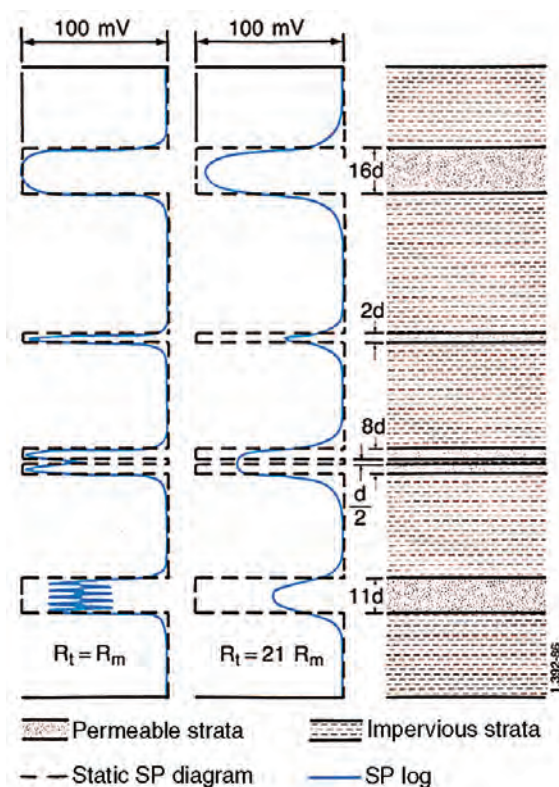 100 mV 100 mV
16d
2d
8d
d
2
11d
Rt = Rm Rt = 21 Rm
1,392-86
Permeable strata Impervious strata
Static SP diagram SP log